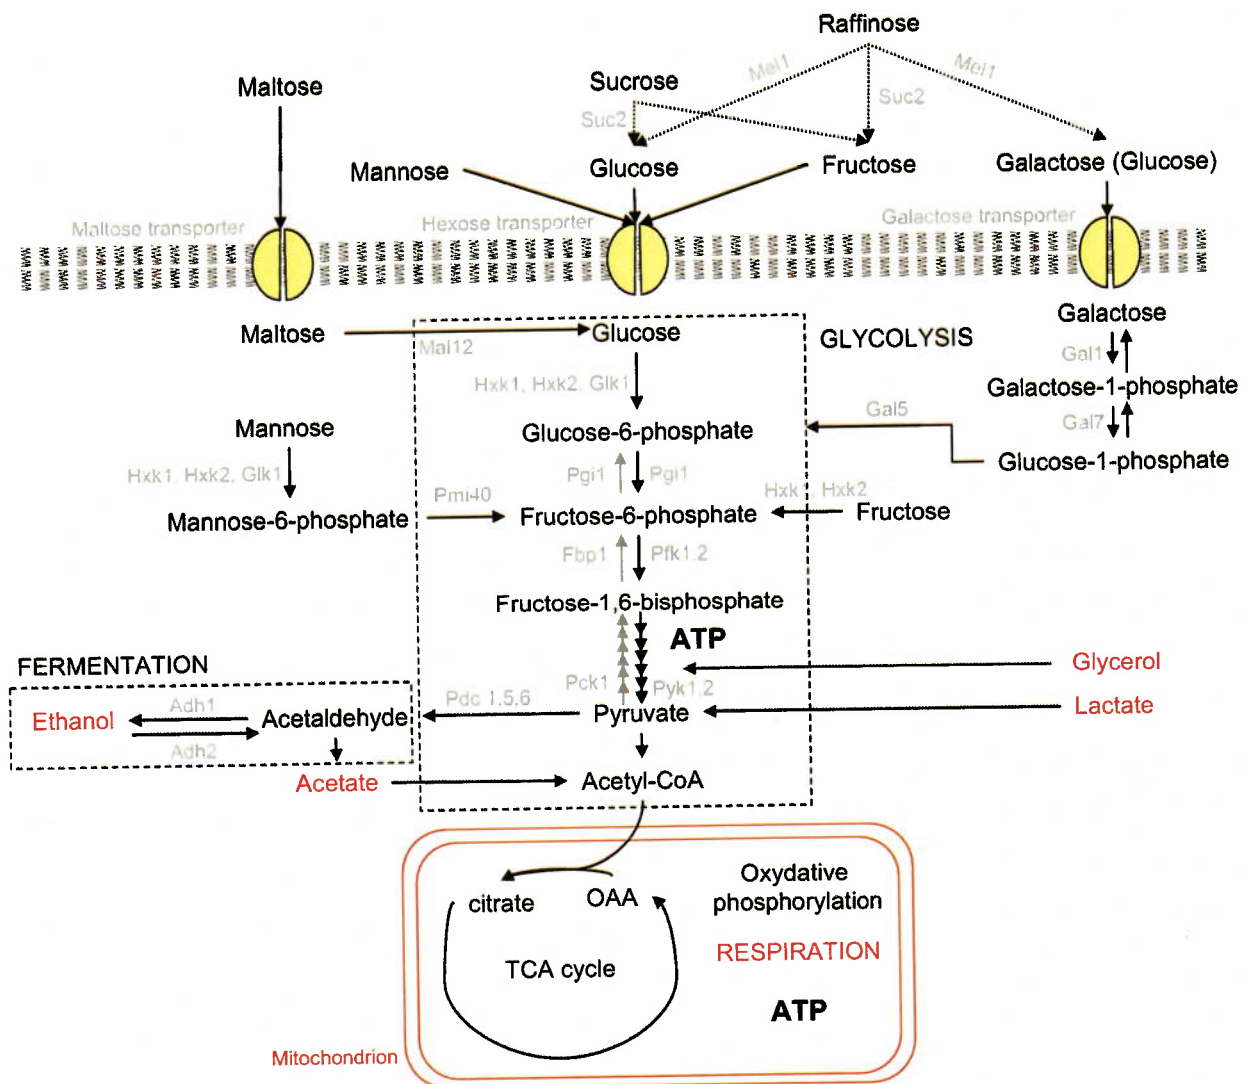 Raffinose
Maltose
Sucrose
Mel1
Mel1
Suc2
Suc2
Mannose
Glucose
Fructose
Galactose (Glucose)
Maltose transporter
Hexose transporter
Galactose transporter
Maltose
Mal12
Glucose
GLYCOLYSIS
Galactose
Gal1
Hxk1, Hxk2, Glk1
Galactose-1-phosphate
Gal5
Gal7
Mannose
Glucose-6-phosphate
Glucose-1-phosphate
Hxk1, Hxk2, Glk1
Pgi1
Pgi1
Pmi40
Hxk1, Hxk2
Mannose-6-phosphate
Fructose-6-phosphate
Fructose
Fbp1
Pfk1,2
Fructose-1,6-bisphosphate
ATP
FERMENTATION
Glycerol
Pck1
Pyk1,2
Pdc 1,5,6
Ethanol
Adh1
Acetaldehyde
Pyruvate
Lactate
Adh2
Acetate
Acetyl-CoA
Oxydative
phosphorylation
citrate
OAA
RESPIRATION
TCA cycle
ATP
Mitochondrion